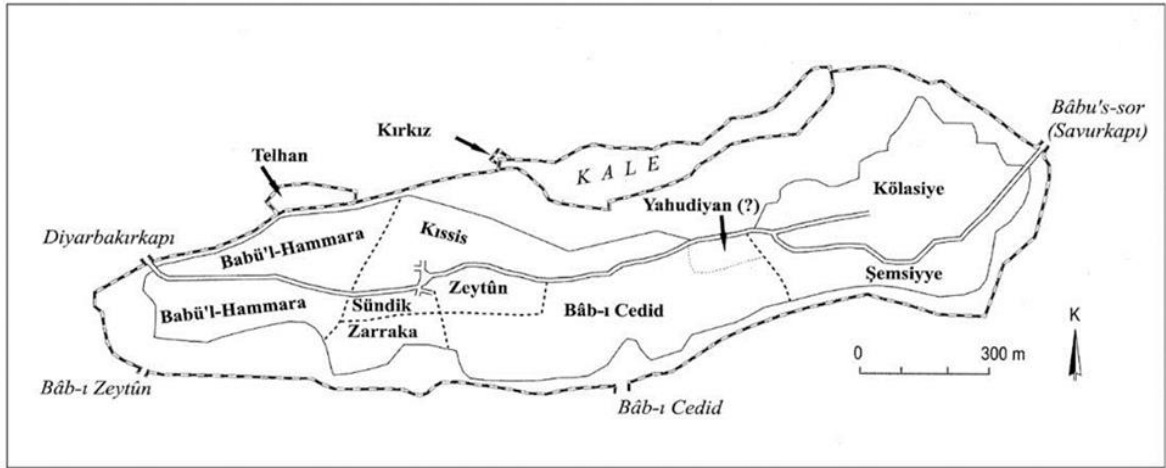 Bâbu's-sor
(Savurkapı)
Kırkız
Telhan
KALE
Kölasiye
Yahudiyan (?)
Diyarbakırkapı
Babü'l-Hammara
Kıssis
Şemsiyye
Babü'l-Hammara
Sündik
Zeytûn
Bâb-ı Cedid
Zarraka
K
0 300 m
Bâb-ı Zeytûn
Bâb-ı Cedid